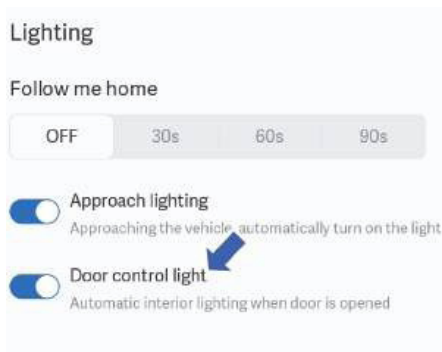 Lighting
Follow me home
OFF 30s 60s 90s
Approach lighting
Approaching the vehicle, automatically turn on the light
Door control light
Automatic interior lighting when door is opened